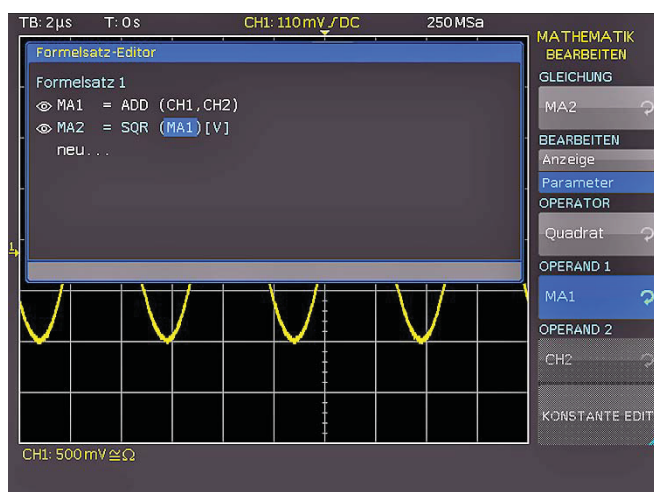 TB: 2µs T: 0s CH1: 110mV / DC 250MSa
MATHEMATIK
BEARBEITEN
Formelsatz-Editor
Formelsatz 1
MA1 = ADD (CH1,CH2)
MA2 = SQR (MA1)[V]
neu...
GLEICHUNG
MA2
BEARBEITEN
Anzeige
Parameter
OPERATOR
Quadrat
OPERAND 1
MA1
OPERAND 2
CH2
KONSTANTE EDIT
1
CH1: 500mV≅Ω